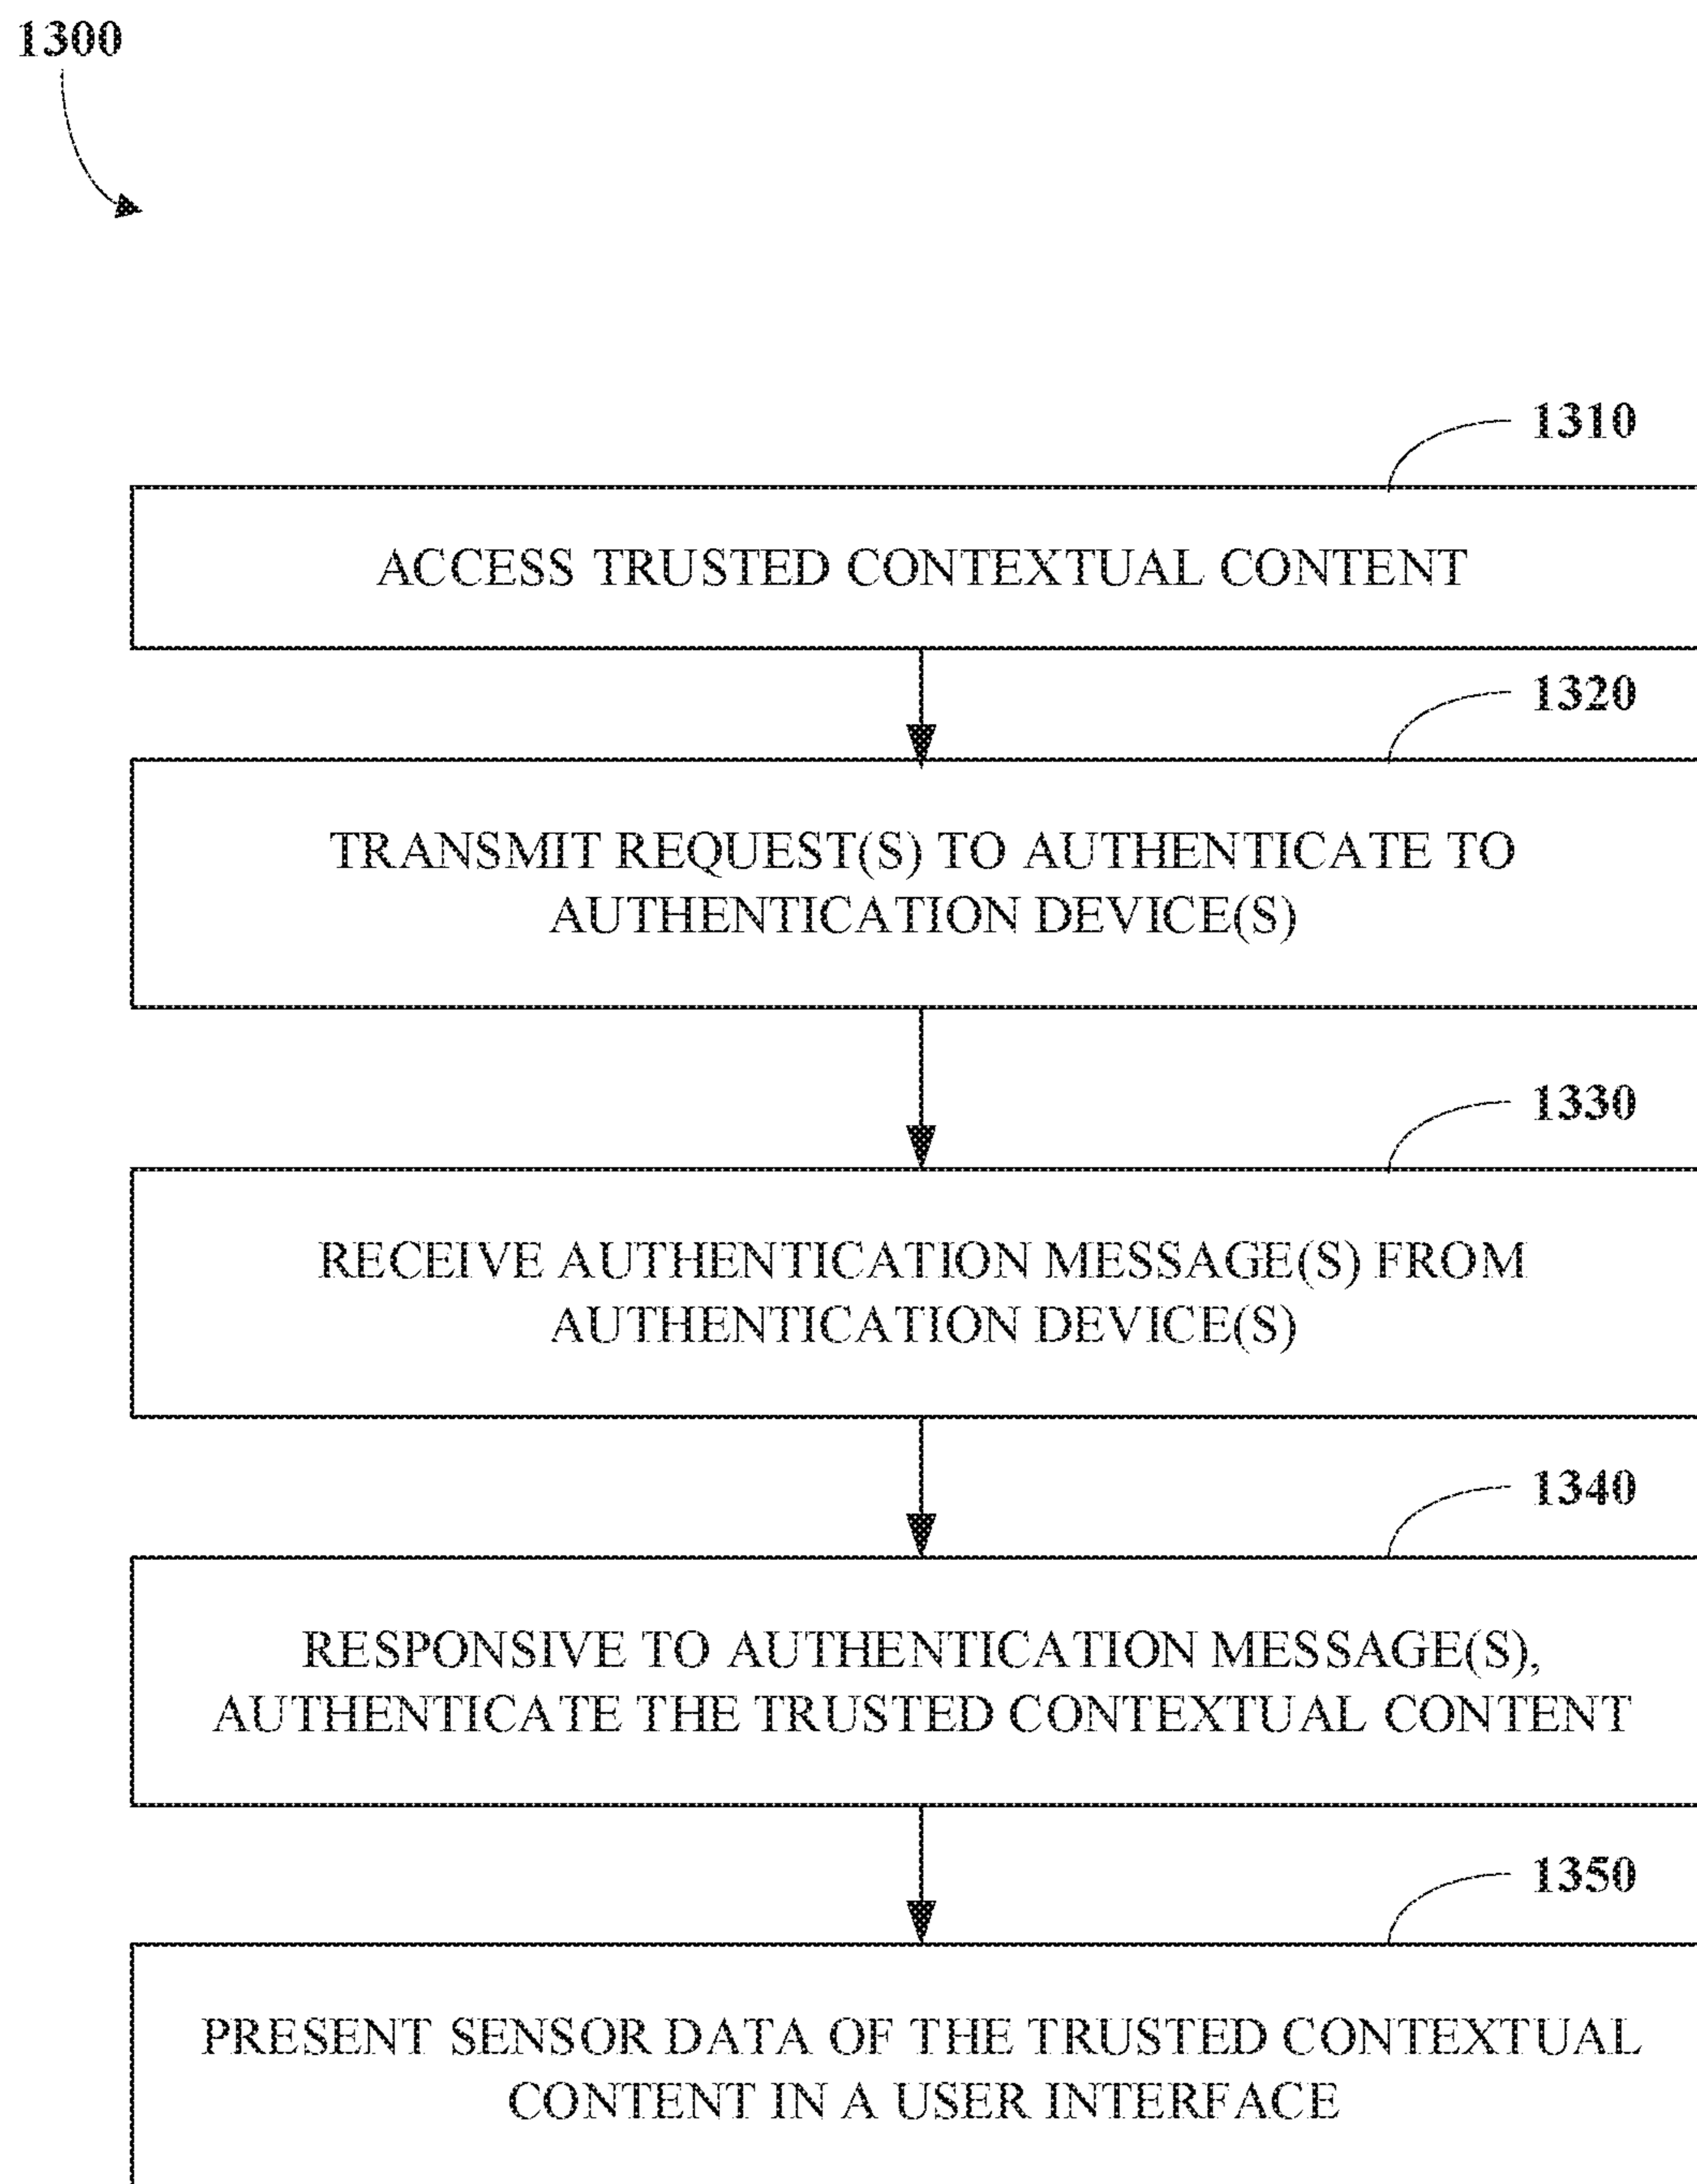 1300
1310
ACCESS TRUSTED CONTEXTUAL CONTENT
1320
TRANSMIT REQUEST(S) TO AUTHENTICATE TO
AUTHENTICATION DEVICE(S)
1330
RECEIVE AUTHENTICATION MESSAGE(S) FROM
AUTHENTICATION DEVICE(S)
1340
RESPONSIVE TO AUTHENTICATION MESSAGE(S),
AUTHENTICATE THE TRUSTED CONTEXTUAL CONTENT
1350
PRESENT SENSOR DATA OF THE TRUSTED CONTEXTUAL
CONTENT IN A USER INTERFACE